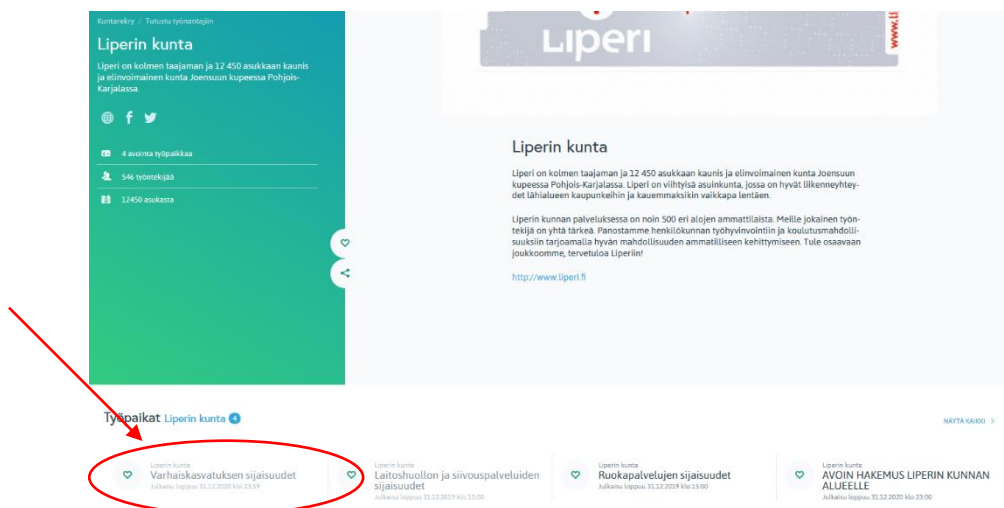 Kuntarekry / Tutustu työnantajiin
Liperin kunta
Liperi on kolmen taajaman ja 12 450 asukkaan kaunis
ja elinvoimainen kunta Joensuun kupeessa Pohjois-
Karjalassa.
4 avointa työpaikkaa
546 työntekijää
12450 asukasta
Liperi
www.li
Liperin kunta
Liperi on kolmen taajaman ja 12 450 asukkaan kaunis ja elinvoimainen kunta Joensuun
kupeessa Pohjois-Karjalassa. Liperi on viihtyisä asuinkunta, jossa on hyvät liikenneyhtey-
det lähialueen kaupunkeihin ja kauemmaksikin vaikkapa lentäen.
Liperin kunnan palveluksessa on noin 500 eri alojen ammattilaista. Meille jokainen työn-
tekijä on yhtä tärkeä. Panostamme henkilökunnan työhyvinvointiin ja koulutusmahdolli-
suuksiin tarjoamalla hyvän mahdollisuuden ammatilliseen kehittymiseen. Tule osaavaan
joukkoomme, tervetuloa Liperiin!
http://www.liperi.fi
Työpaikat Liperin kunta 4
NÄYTÄ KAIKKI >
Liperin kunta
Varhaiskasvatuksen sijaisuudet
Julkaisu loppuu 31.12.2020 klo 23:59
Liperin kunta
Laitoshuollon ja siivouspalveluiden
sijaisuudet
Julkaisu loppuu 31.12.2019 klo 15:00
Liperin kunta
Ruokapalvelujen sijaisuudet
Julkaisu loppuu 31.12.2019 klo 15:00
Liperin kunta
AVOIN HAKEMUS LIPERIN KUNNAN
ALUEELLE
Julkaisu loppuu 31.12.2020 klo 23:00